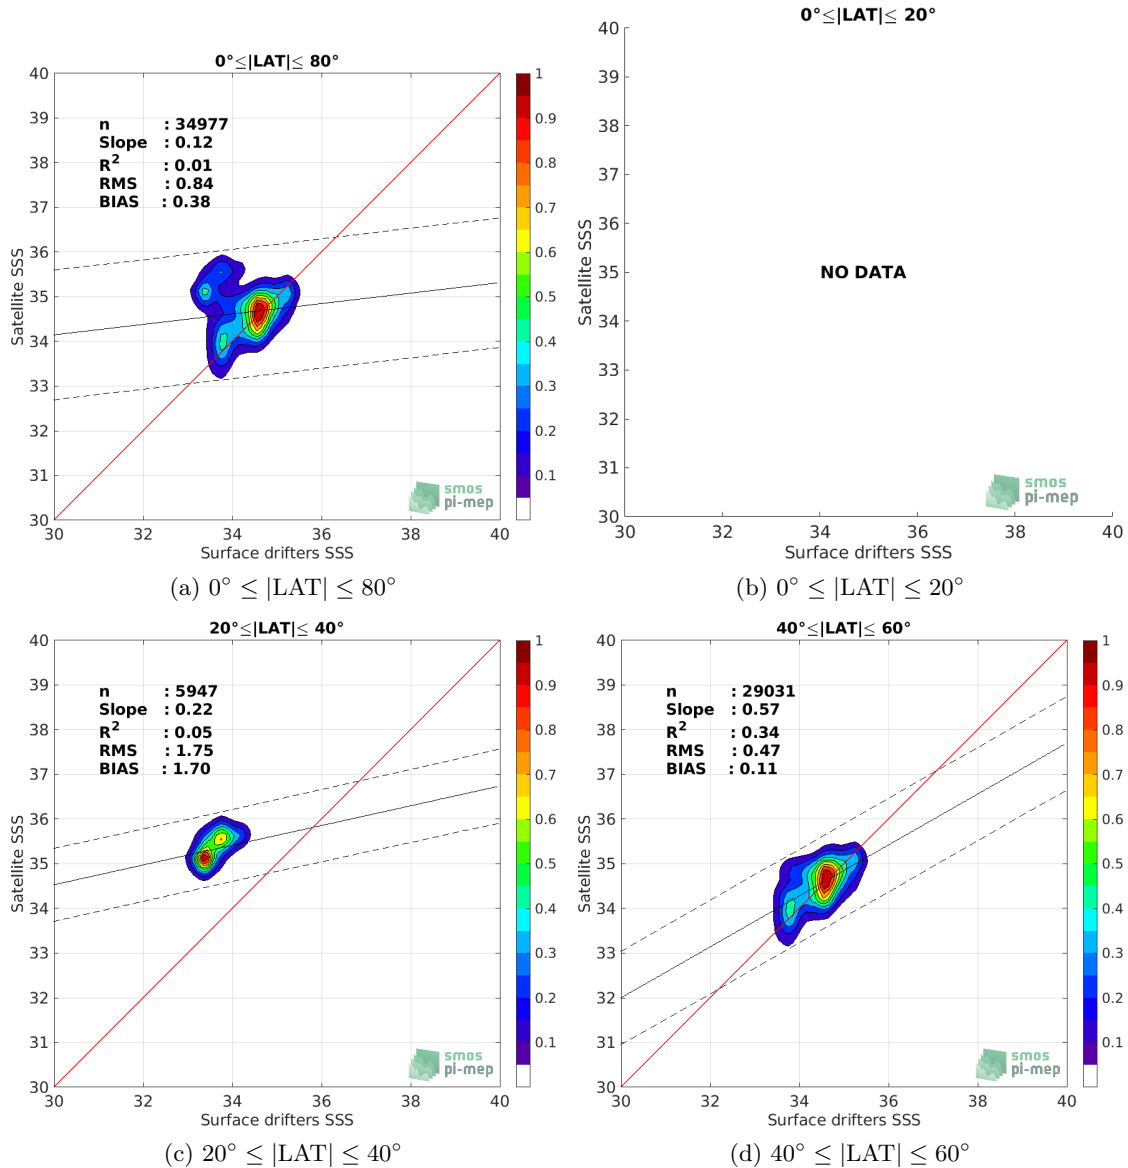 0°≤|LAT|≤ 80°
40
39
38
37
36
35
34
33
32
31
30
Satellite SSS
n : 34977
Slope : 0.12
R² : 0.01
RMS : 0.84
BIAS : 0.38
smos
pi-mep
30 32 34 36 38 40
Surface drifters SSS
1
0.9
0.8
0.7
0.6
0.5
0.4
0.3
0.2
0.1
(a) 0° ≤ |LAT| ≤ 80°
0°≤|LAT|≤ 20°
40
39
38
37
36
35
34
33
32
31
30
Satellite SSS
NO DATA
smos
pi-mep
30 32 34 36 38 40
Surface drifters SSS
(b) 0° ≤ |LAT| ≤ 20°
20°≤|LAT|≤ 40°
40
39
38
37
36
35
34
33
32
31
30
Satellite SSS
n : 5947
Slope : 0.22
R² : 0.05
RMS : 1.75
BIAS : 1.70
smos
pi-mep
30 32 34 36 38 40
Surface drifters SSS
1
0.9
0.8
0.7
0.6
0.5
0.4
0.3
0.2
0.1
(c) 20° ≤ |LAT| ≤ 40°
40°≤|LAT|≤ 60°
40
39
38
37
36
35
34
33
32
31
30
Satellite SSS
n : 29031
Slope : 0.57
R² : 0.34
RMS : 0.47
BIAS : 0.11
smos
pi-mep
30 32 34 36 38 40
Surface drifters SSS
1
0.9
0.8
0.7
0.6
0.5
0.4
0.3
0.2
0.1
(d) 40° ≤ |LAT| ≤ 60°